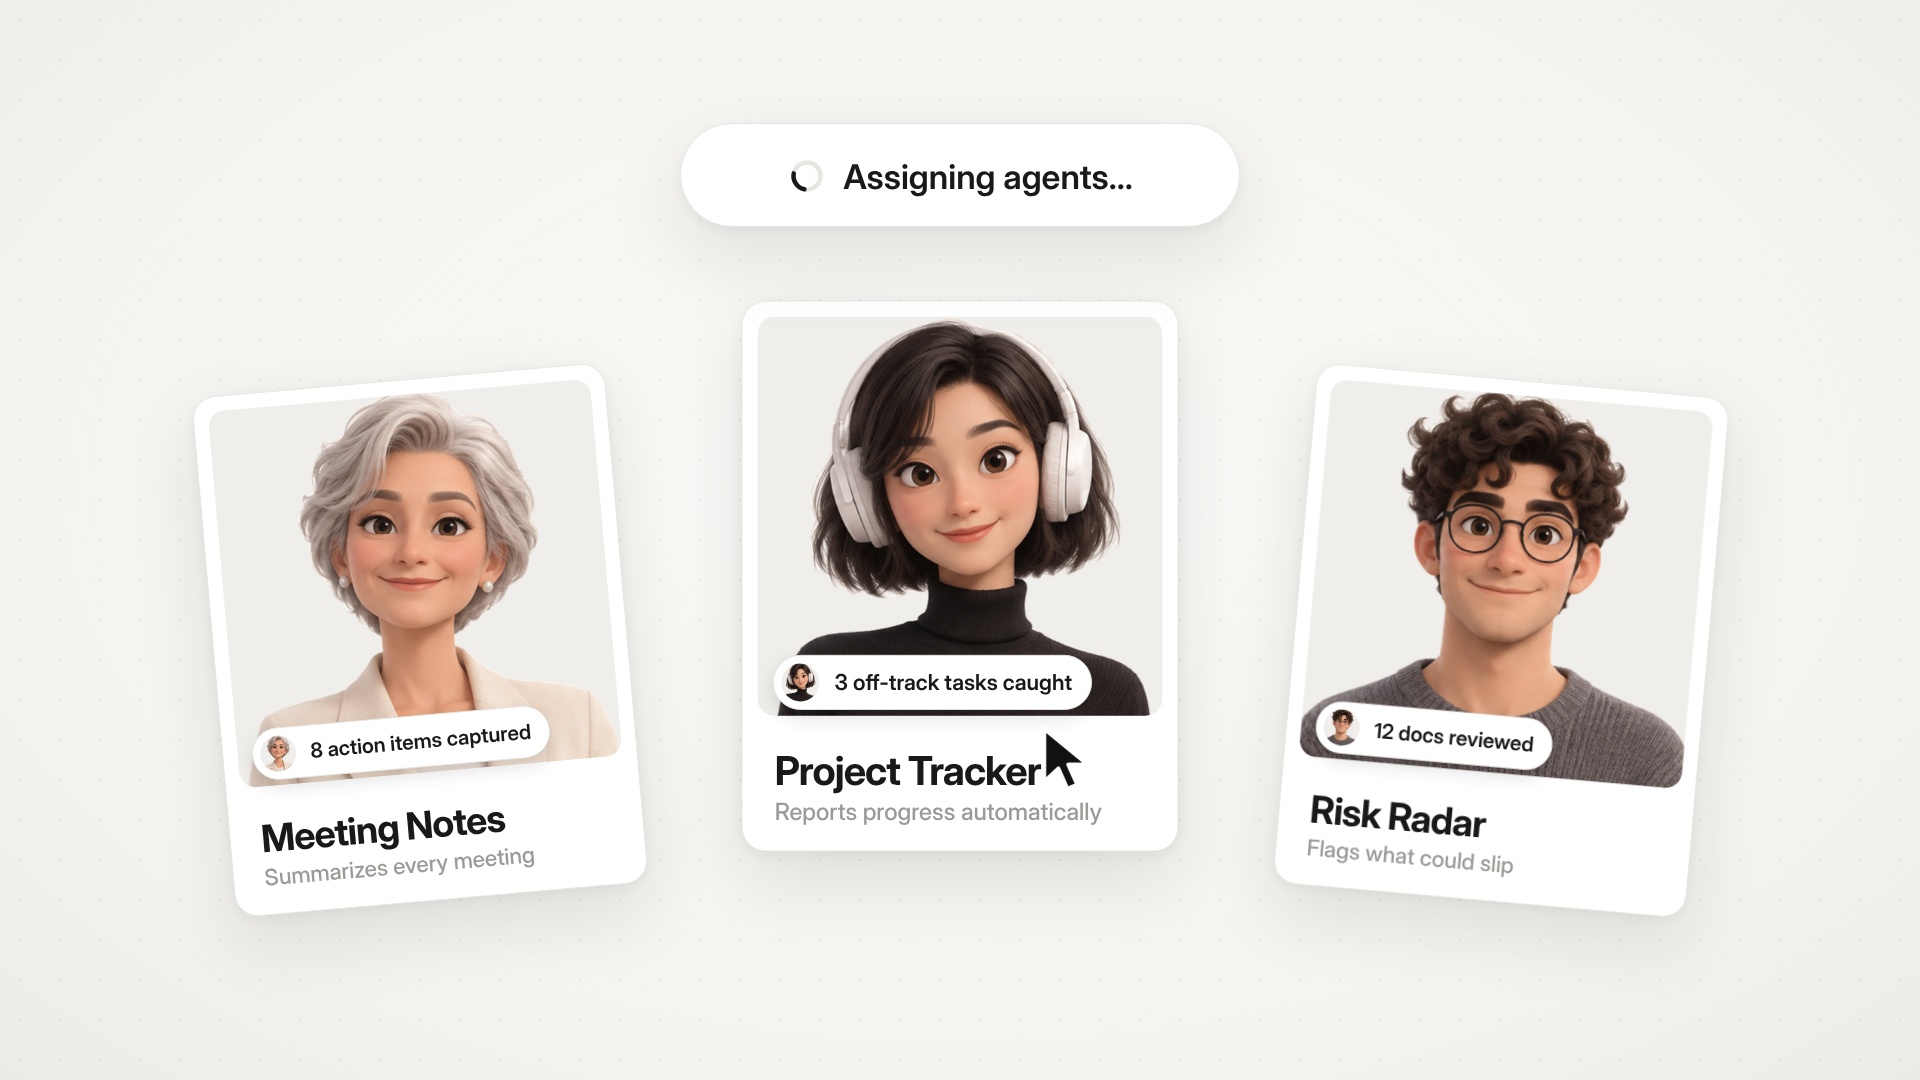 Assigning agents...
8 action items captured
Meeting Notes
Summarizes every meeting
3 off-track tasks caught
Project Tracker
Reports progress automatically
12 docs reviewed
Risk Radar
Flags what could slip